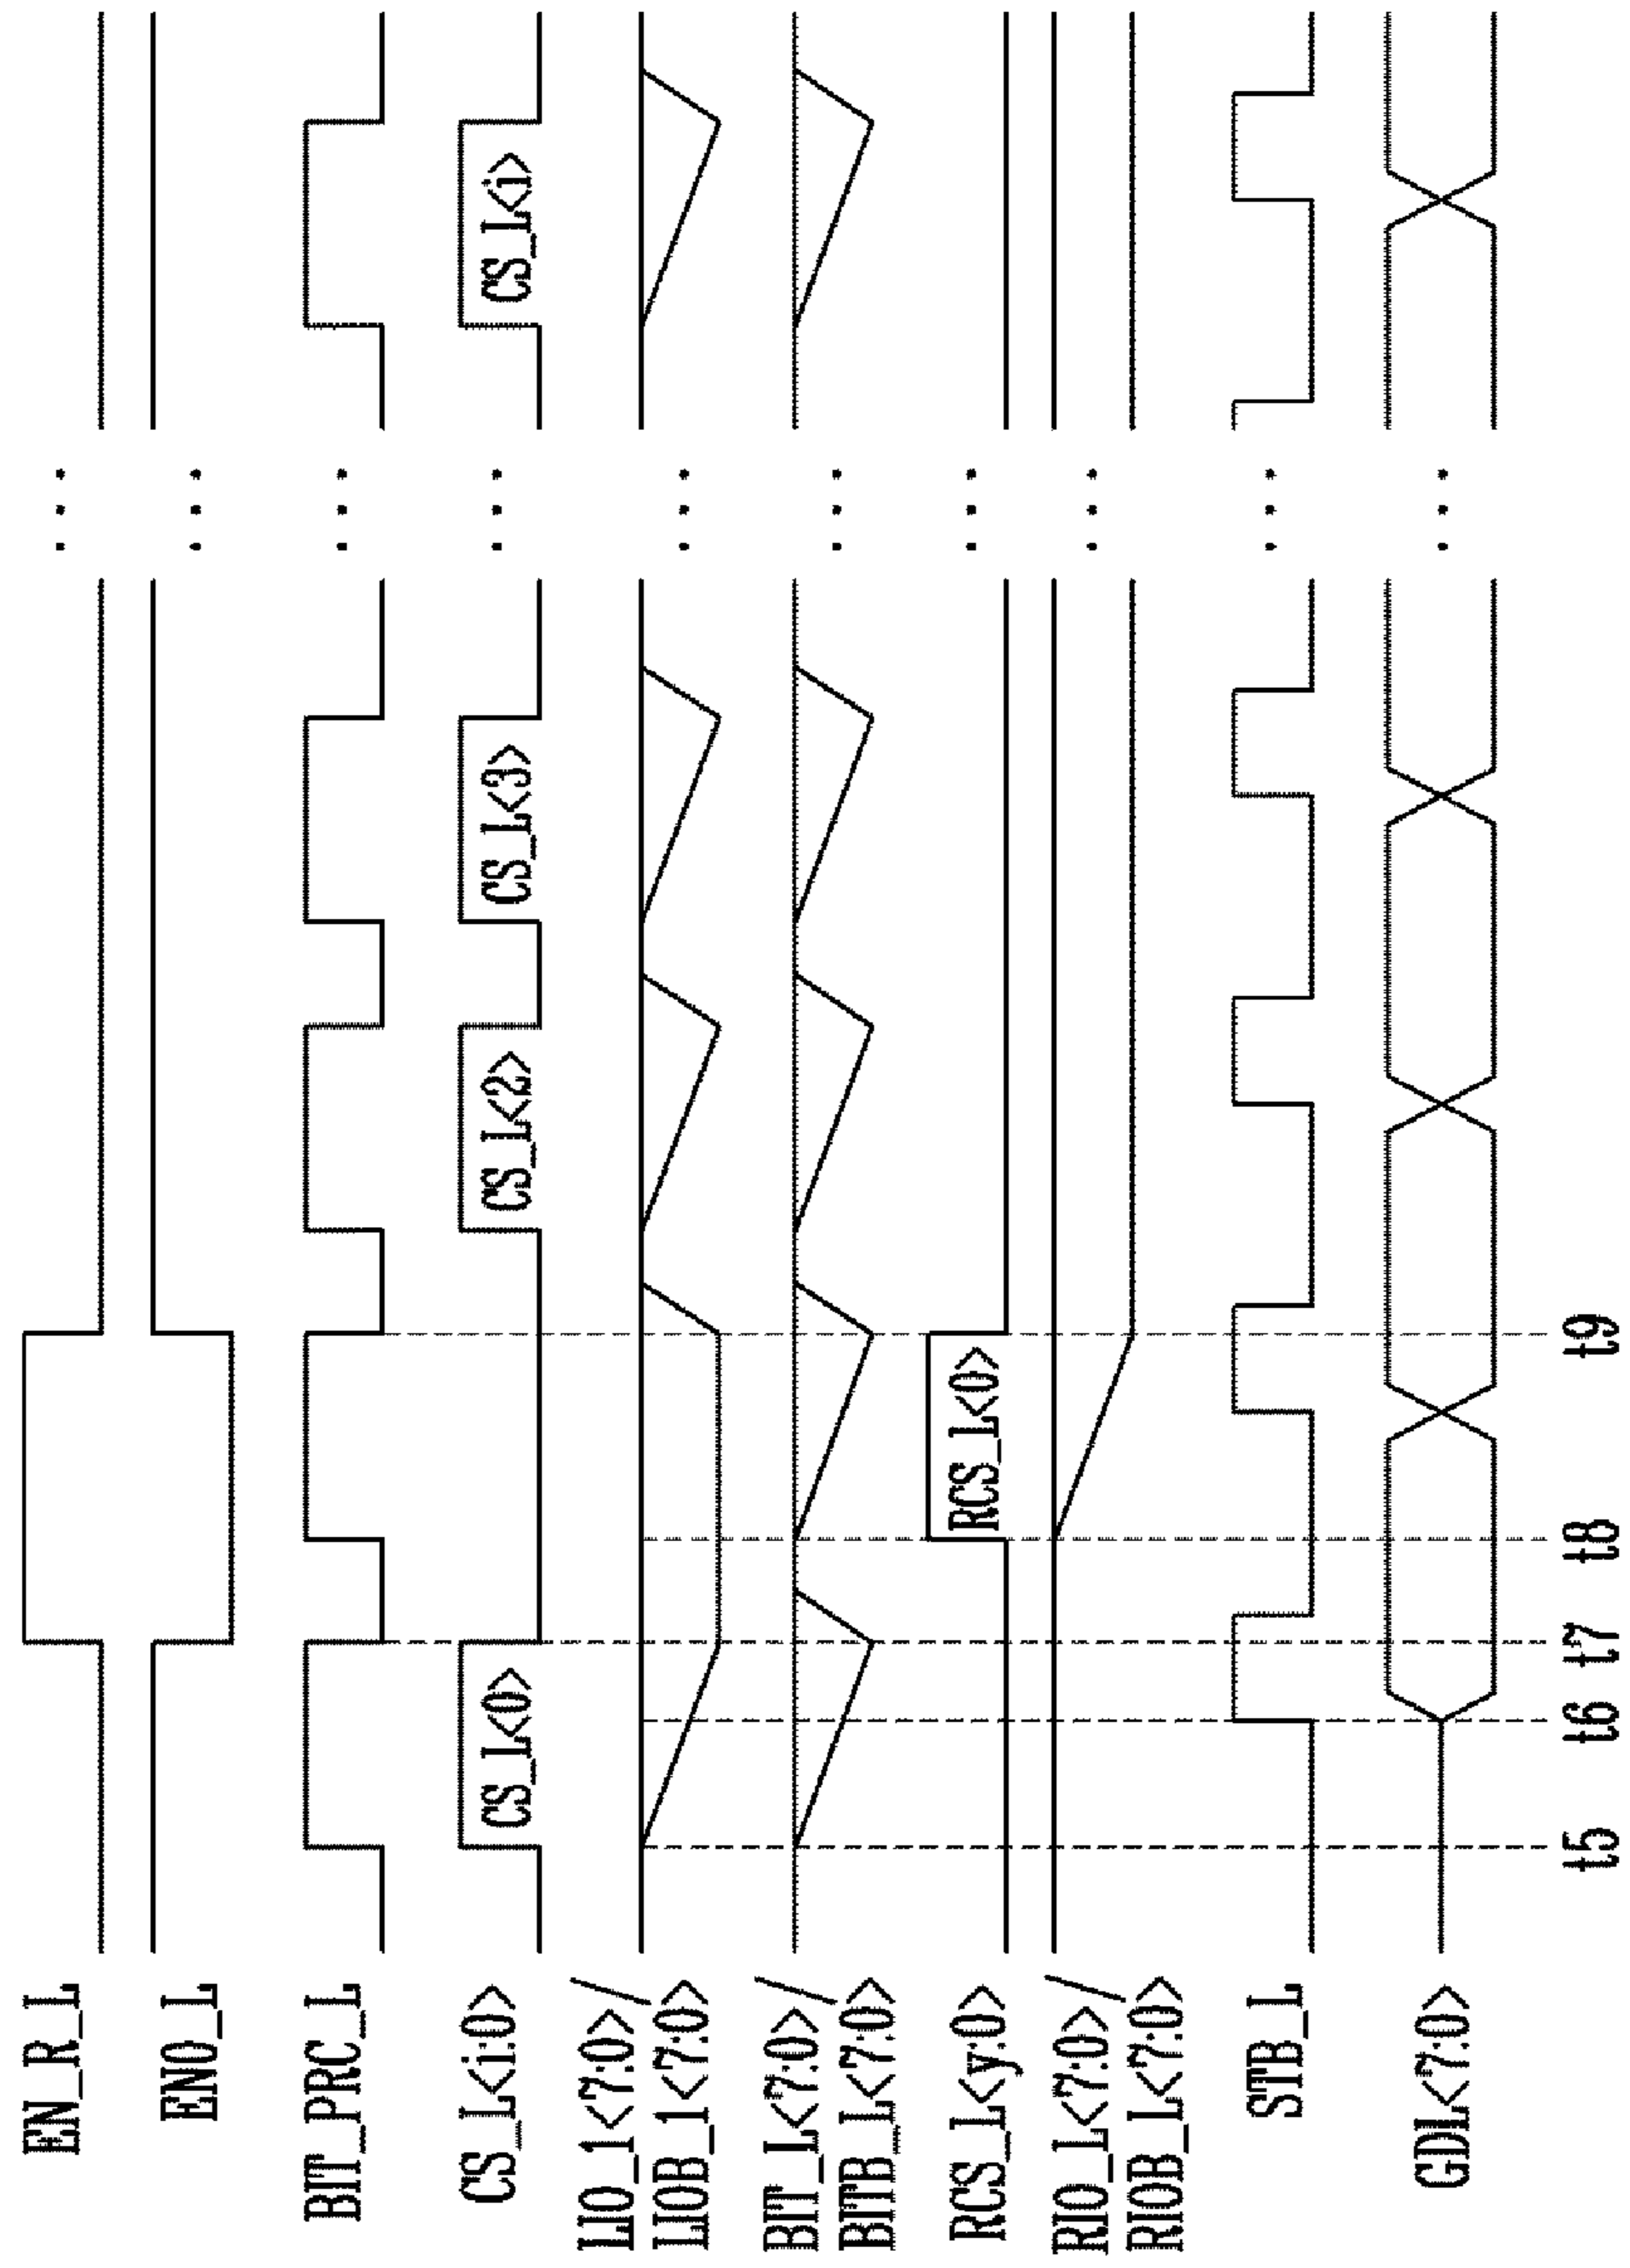 EN_R_L
EN0_L
BIT_PRC_L
CS_L<i:0>
CS_L<0>
CS_L<2>
CS_L<3>
CS_L<i>
LIO_1<7:0>/
LIOB_1<7:0>
BIT_L<7:0>/
BITB_L<7:0>
RCS_L<y:0>
RCS_L<0>
RIO_L<7:0>/
RIOB_L<7:0>
STB_L
GDL<7:0>
t5
t6
t7
t8
t9